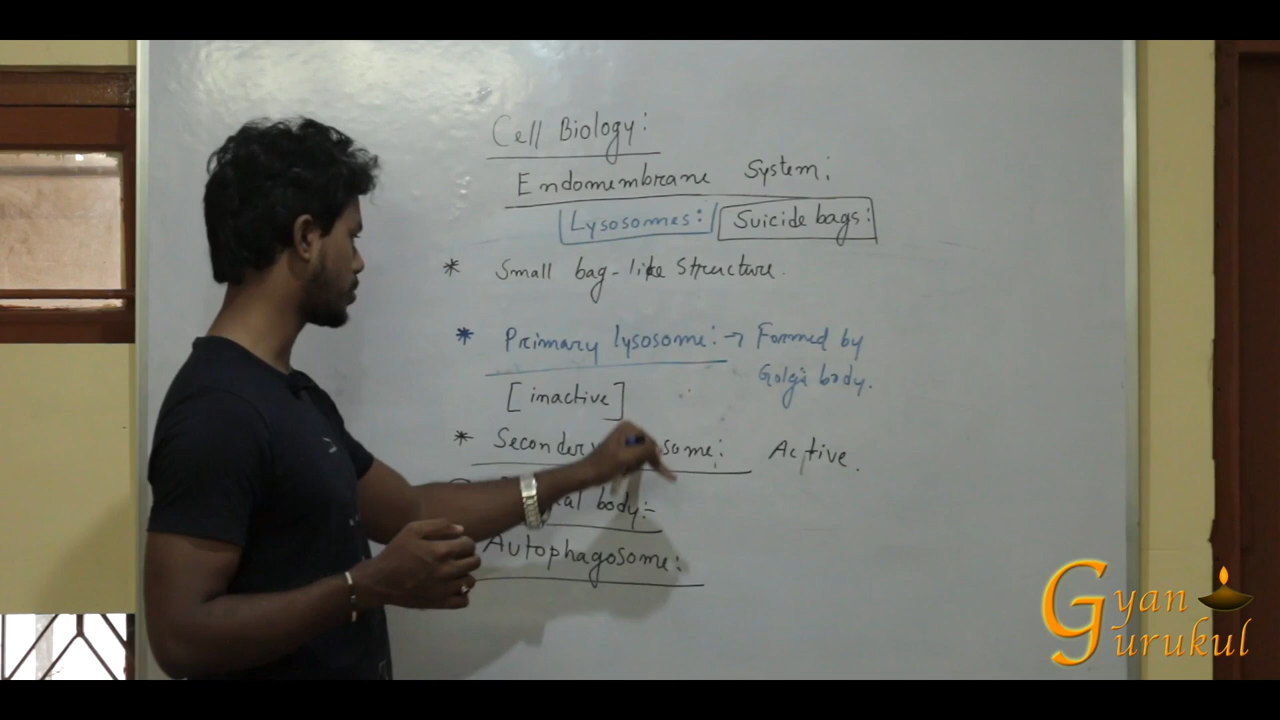 Cell Biology:
Endomembrane System:
Lysosomes: Suicide bags:
* Small bag-like structure.
* Primary lysosome: → Formed by
Golgi body.
[inactive]
* some: Active.
body:-
Autophagosome:
Gyan
Gurukul